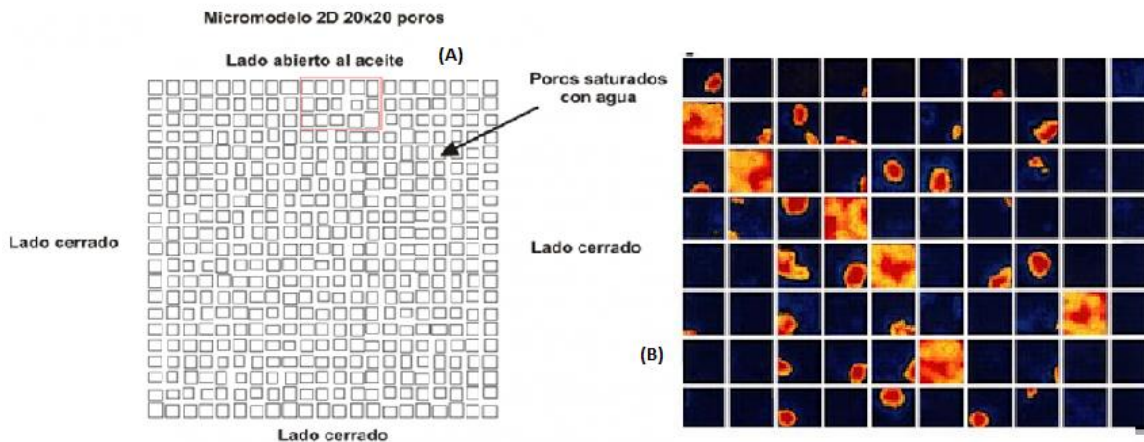 Micromodelo 2D 20x20 poros
Lado abierto al aceite
(A)
Poros saturados
con agua
Lado cerrado
Lado cerrado
(B)
Lado cerrado